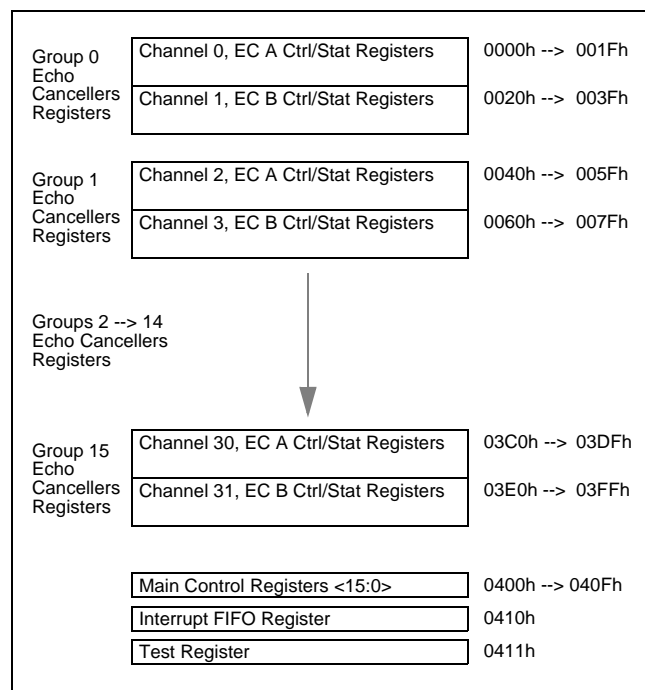 Group 0
Echo
Cancellers
Registers
Channel 0, EC A Ctrl/Stat Registers
0000h --> 001Fh
Channel 1, EC B Ctrl/Stat Registers
0020h --> 003Fh
Group 1
Echo
Cancellers
Registers
Channel 2, EC A Ctrl/Stat Registers
0040h --> 005Fh
Channel 3, EC B Ctrl/Stat Registers
0060h --> 007Fh
Groups 2 --> 14
Echo Cancellers
Registers
Group 15
Echo
Cancellers
Registers
Channel 30, EC A Ctrl/Stat Registers
03C0h --> 03DFh
Channel 31, EC B Ctrl/Stat Registers
03E0h --> 03FFh
Main Control Registers <15:0>
0400h --> 040Fh
Interrupt FIFO Register
0410h
Test Register
0411h